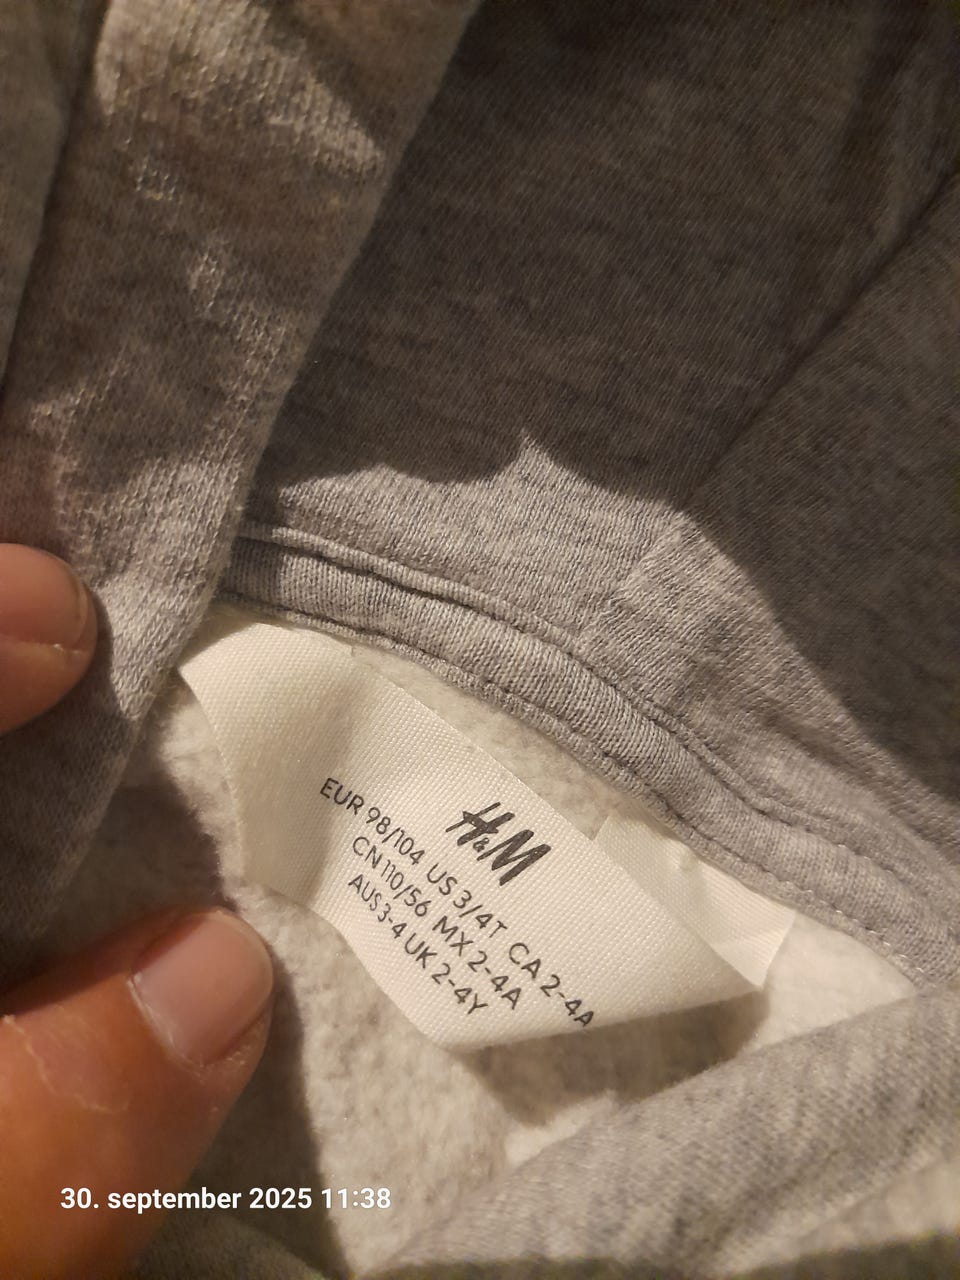 H&M
EUR 98/104 US 3/4T CA 2-4A
CN 110/56 MX 2-4A
AUS 3-4 UK 2-4Y
30. september 2025 11:38